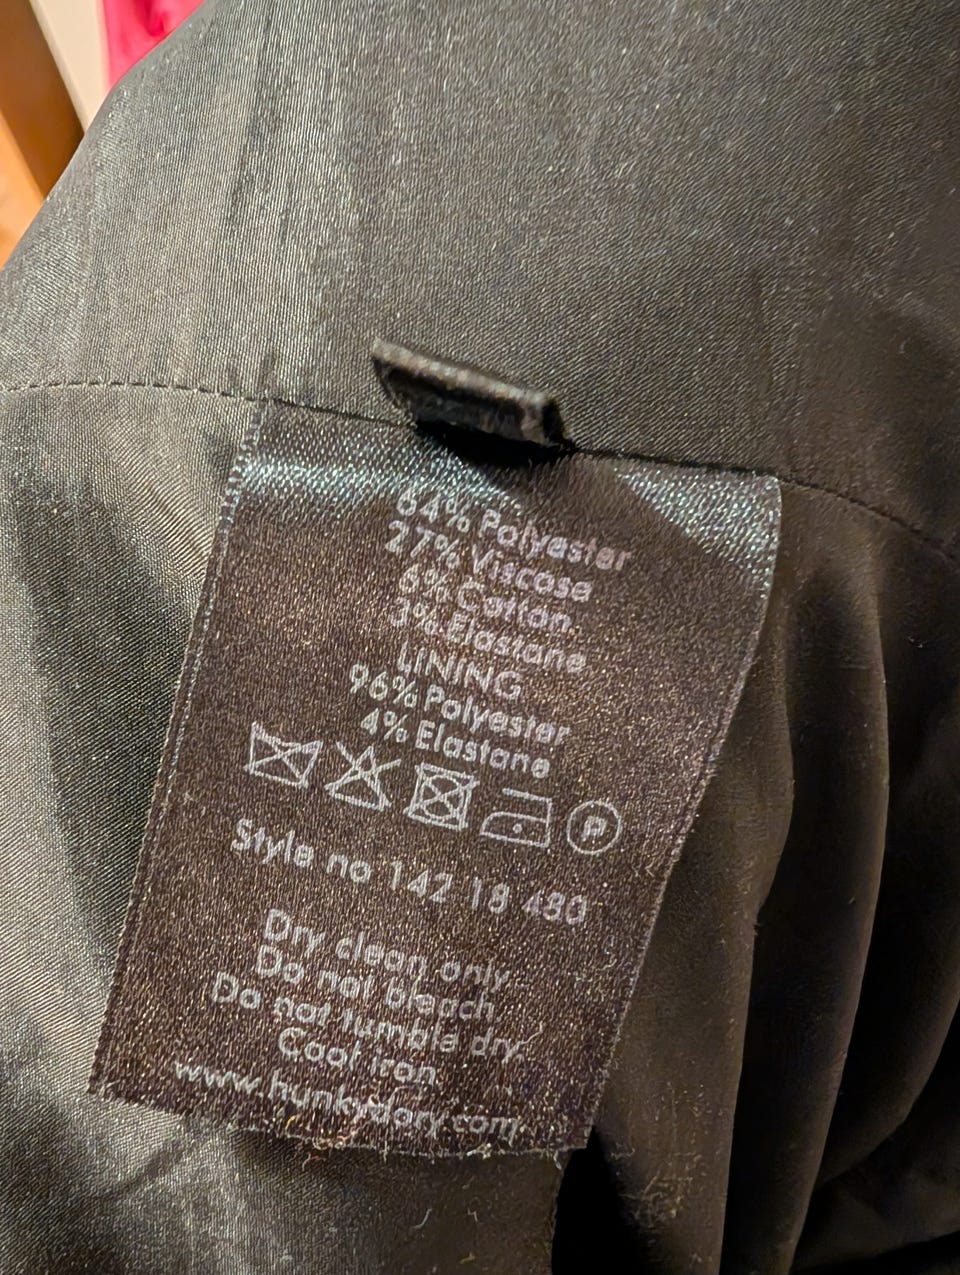 64% Polyester
27% Viscose
6% Cotton
3% Elastane
LINING
96% Polyester
4% Elastane
P
Style no 142 18 480
Dry clean only.
Do not bleach.
Do not tumble dry.
Cool iron.
www.hunkydory.com